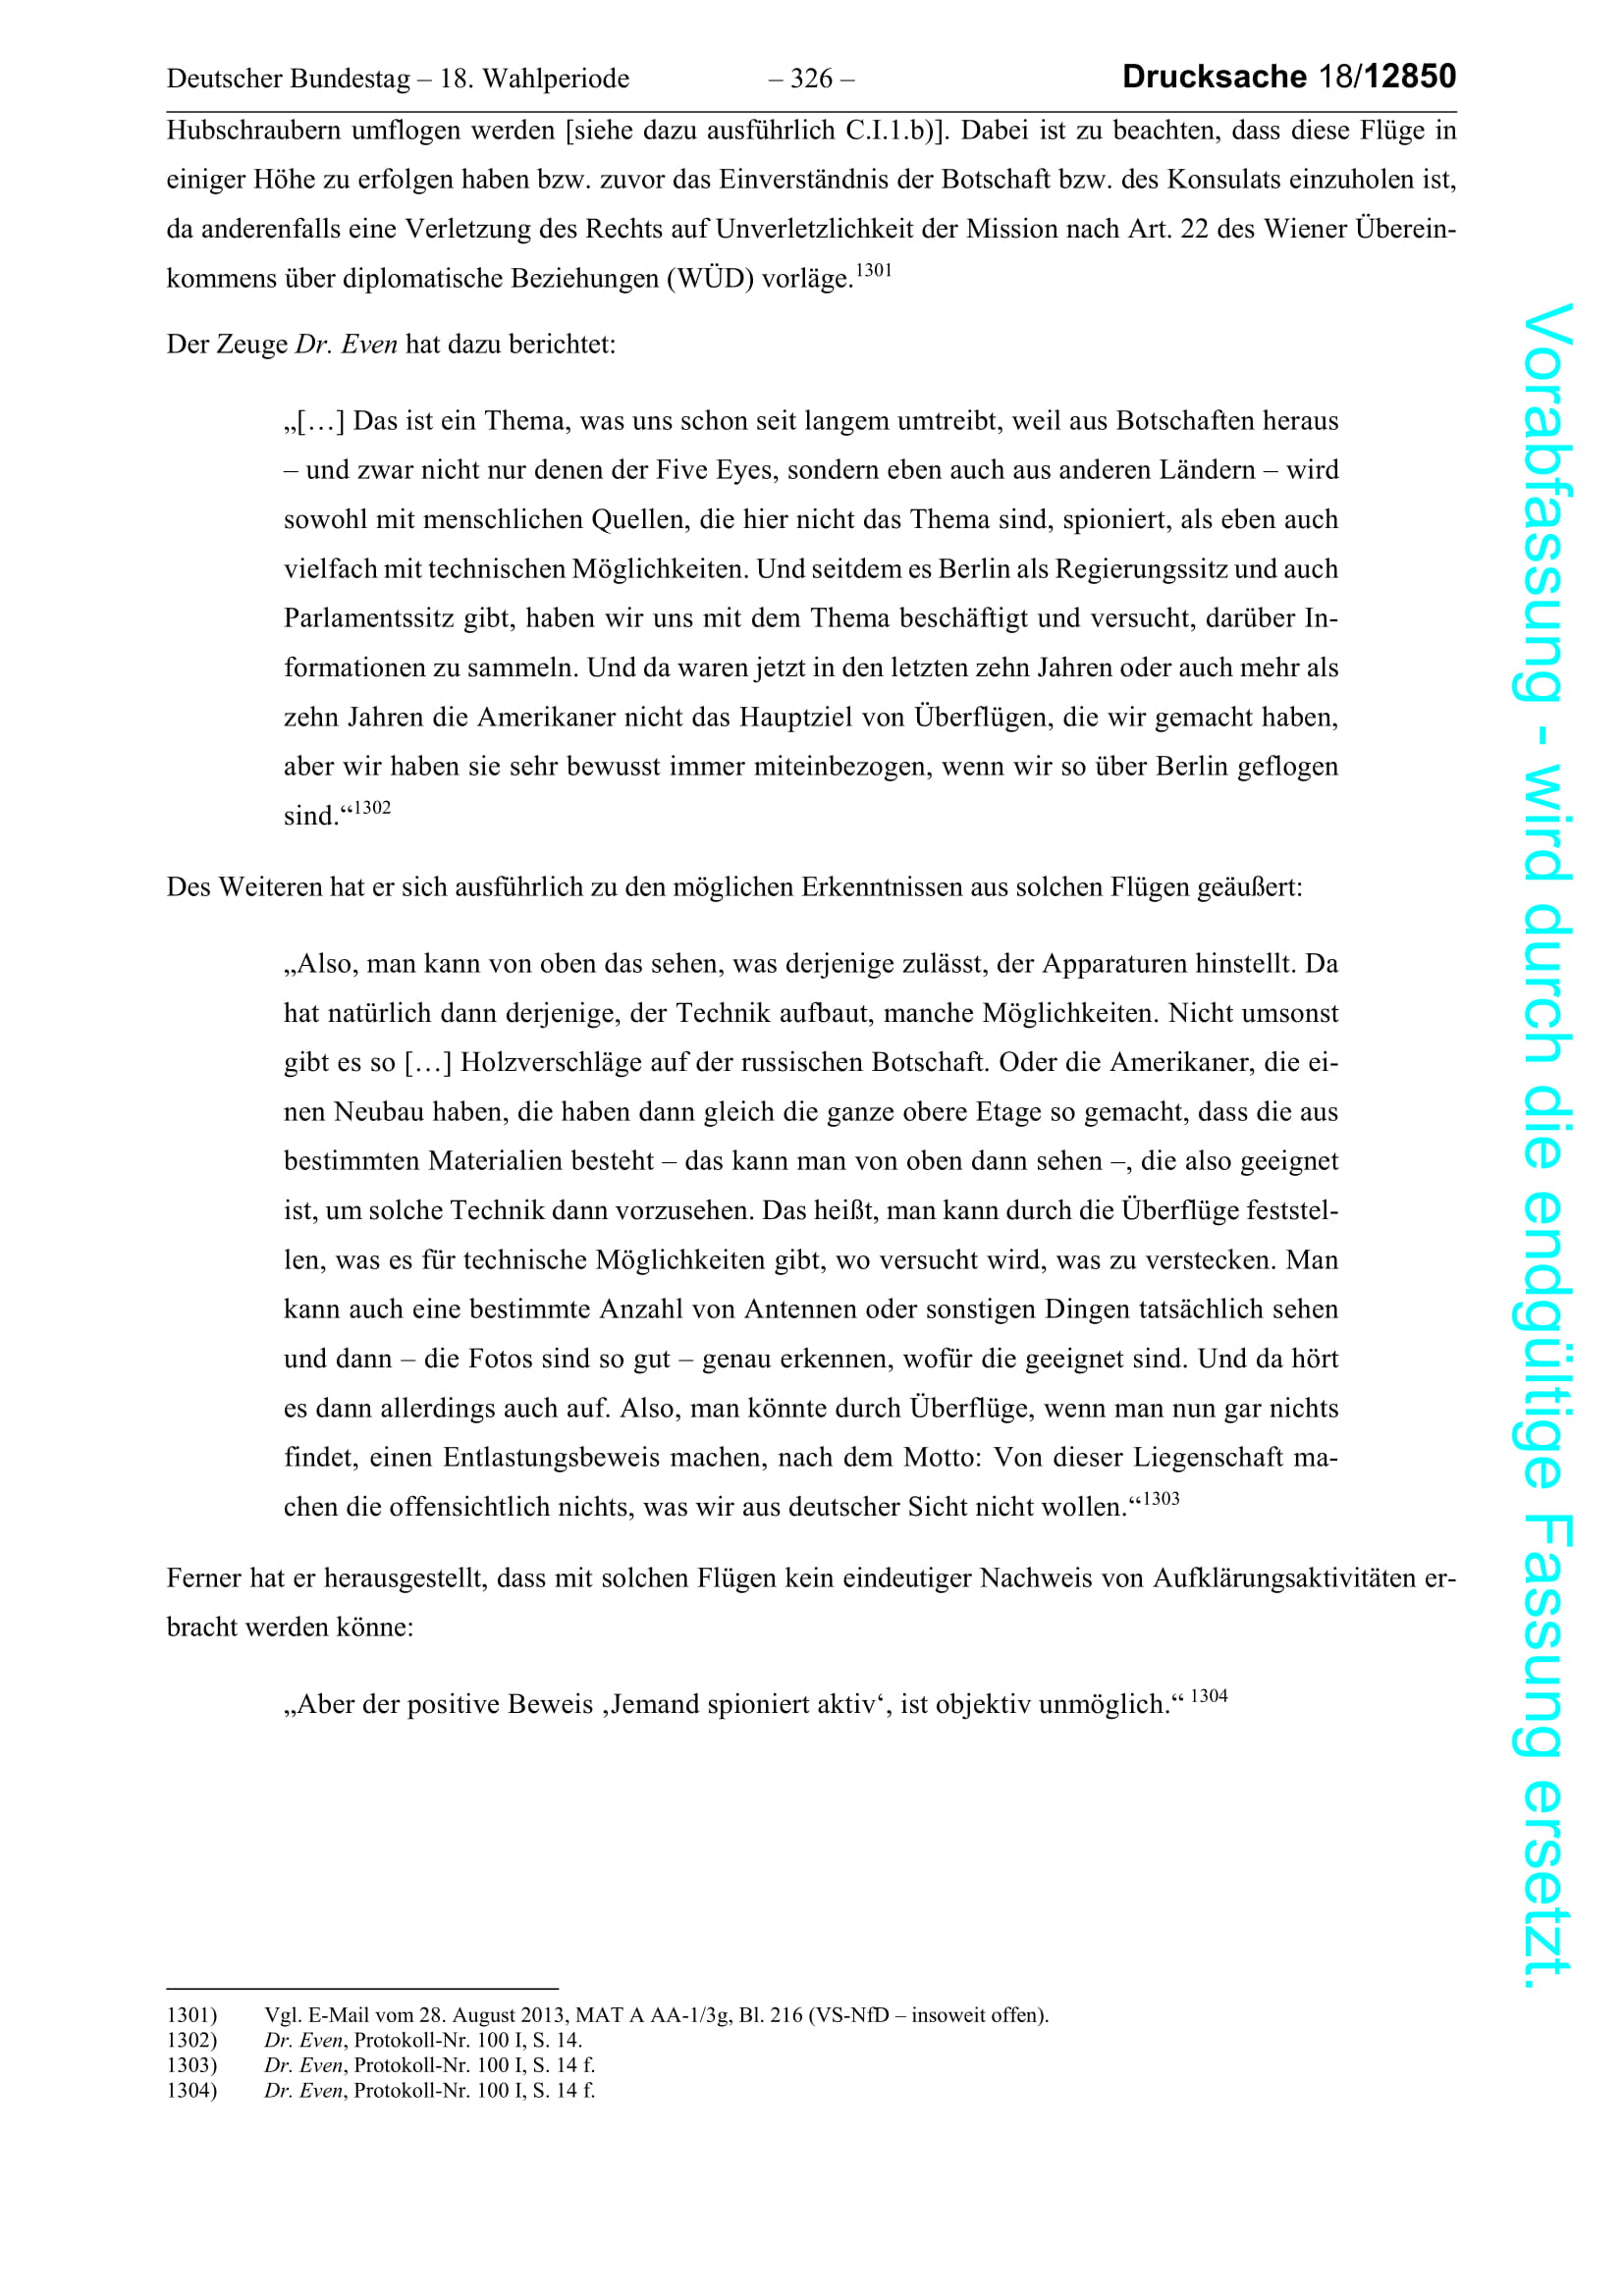 Deutscher Bundestag – 18. Wahlperiode – 326 – Drucksache 18/12850
Hubschraubern umflogen werden [siehe dazu ausführlich C.I.1.b)]. Dabei ist zu beachten, dass diese Flüge in
einiger Höhe zu erfolgen haben bzw. zuvor das Einverständnis der Botschaft bzw. des Konsulats einzuholen ist,
da anderenfalls eine Verletzung des Rechts auf Unverletzlichkeit der Mission nach Art. 22 des Wiener Überein-
kommens über diplomatische Beziehungen (WÜD) vorläge.1301
Der Zeuge Dr. Even hat dazu berichtet:
„[…] Das ist ein Thema, was uns schon seit langem umtreibt, weil aus Botschaften heraus
– und zwar nicht nur denen der Five Eyes, sondern eben auch aus anderen Ländern – wird
sowohl mit menschlichen Quellen, die hier nicht das Thema sind, spioniert, als eben auch
vielfach mit technischen Möglichkeiten. Und seitdem es Berlin als Regierungssitz und auch
Parlamentssitz gibt, haben wir uns mit dem Thema beschäftigt und versucht, darüber In-
formationen zu sammeln. Und da waren jetzt in den letzten zehn Jahren oder auch mehr als
zehn Jahren die Amerikaner nicht das Hauptziel von Überflügen, die wir gemacht haben,
aber wir haben sie sehr bewusst immer miteinbezogen, wenn wir so über Berlin geflogen
sind.“1302
Des Weiteren hat er sich ausführlich zu den möglichen Erkenntnissen aus solchen Flügen geäußert:
„Also, man kann von oben das sehen, was derjenige zulässt, der Apparaturen hinstellt. Da
hat natürlich dann derjenige, der Technik aufbaut, manche Möglichkeiten. Nicht umsonst
gibt es so […] Holzverschläge auf der russischen Botschaft. Oder die Amerikaner, die ei-
nen Neubau haben, die haben dann gleich die ganze obere Etage so gemacht, dass die aus
bestimmten Materialien besteht – das kann man von oben dann sehen –, die also geeignet
ist, um solche Technik dann vorzusehen. Das heißt, man kann durch die Überflüge feststel-
len, was es für technische Möglichkeiten gibt, wo versucht wird, was zu verstecken. Man
kann auch eine bestimmte Anzahl von Antennen oder sonstigen Dingen tatsächlich sehen
und dann – die Fotos sind so gut – genau erkennen, wofür die geeignet sind. Und da hört
es dann allerdings auch auf. Also, man könnte durch Überflüge, wenn man nun gar nichts
findet, einen Entlastungsbeweis machen, nach dem Motto: Von dieser Liegenschaft ma-
chen die offensichtlich nichts, was wir aus deutscher Sicht nicht wollen.“1303
Ferner hat er herausgestellt, dass mit solchen Flügen kein eindeutiger Nachweis von Aufklärungsaktivitäten er-
bracht werden könne:
„Aber der positive Beweis ‚Jemand spioniert aktiv‘, ist objektiv unmöglich.“ 1304
1301) Vgl. E-Mail vom 28. August 2013, MAT A AA-1/3g, Bl. 216 (VS-NfD – insoweit offen).
1302) Dr. Even, Protokoll-Nr. 100 I, S. 14.
1303) Dr. Even, Protokoll-Nr. 100 I, S. 14 f.
1304) Dr. Even, Protokoll-Nr. 100 I, S. 14 f.
Vorabfassung - wird durch die endgültige Fassung ersetzt.